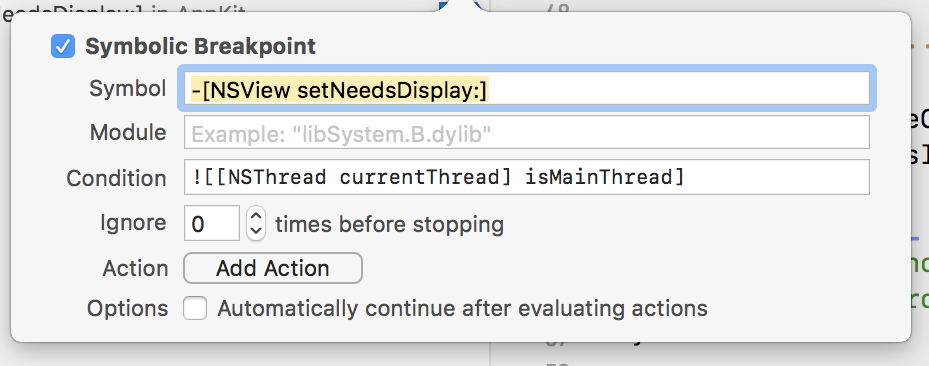 eedsDisplay:] in AppKit
Symbolic Breakpoint
Symbol -[NSView setNeedsDisplay:]
Module Example: "libSystem.B.dylib"
Condition ![[NSThread currentThread] isMainThread]
Ignore 0 times before stopping
Action Add Action
Options Automatically continue after evaluating actions